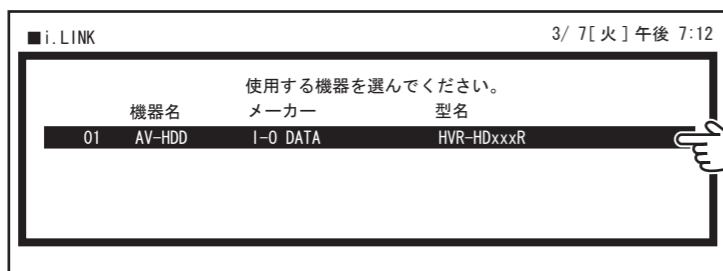 ■i.LINK 3/ 7[火]午後 7:12
使用する機器を選んでください。
機器名 メーカー 型名
01 AV-HDD I-O DATA HVR-HDxxxR